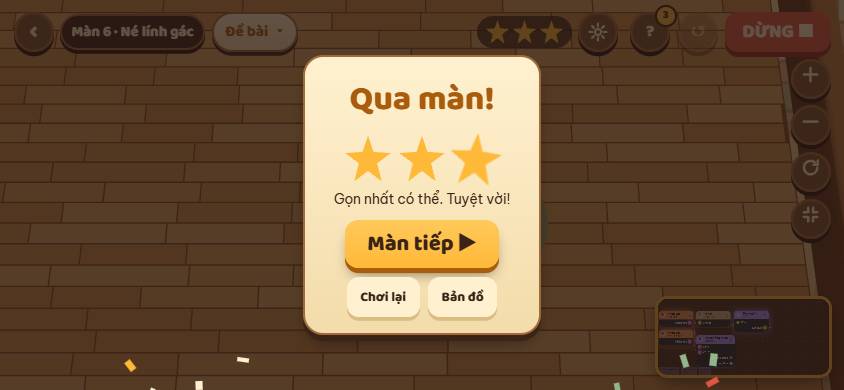 Màn 6 • Né lính gác
Đề bài
3
?
DỪNG
Qua màn!
Gọn nhất có thể. Tuyệt vời!
Màn tiếp
Chơi lại
Bản đồ